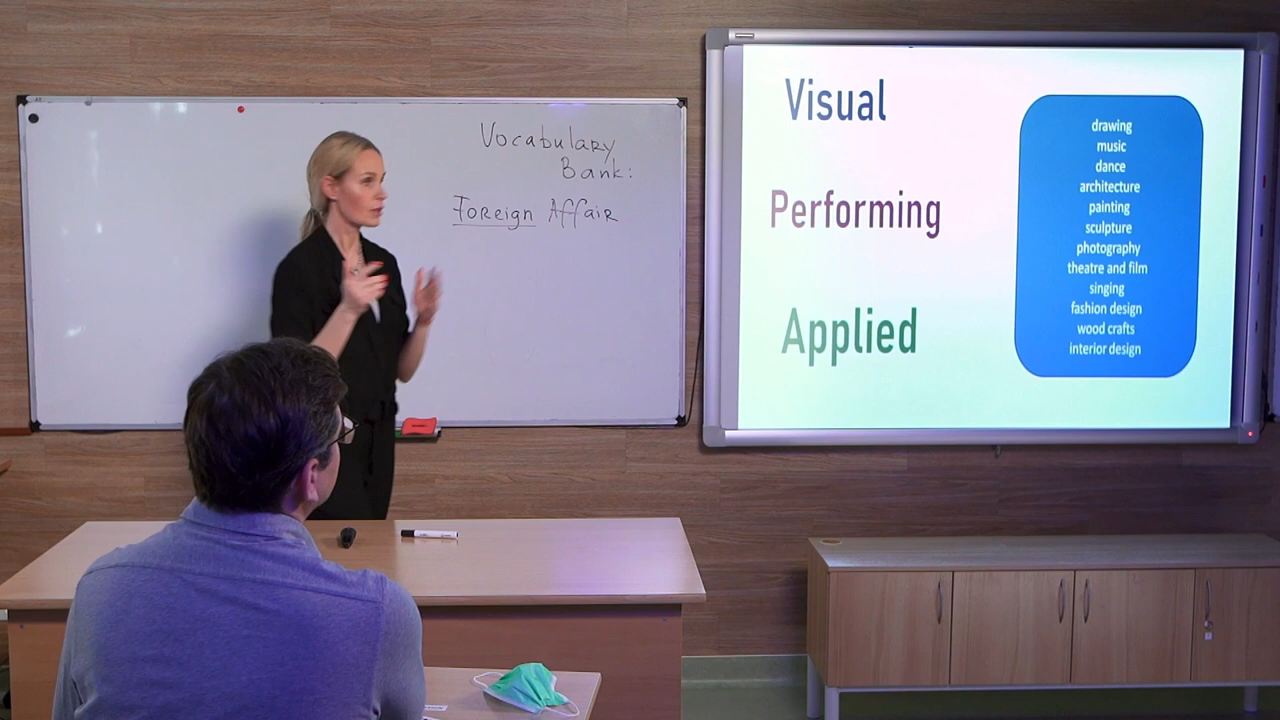 Vocabulary
Bank:
Foreign Affair
Visual
Performing
Applied
drawing
music
dance
architecture
painting
sculpture
photography
theatre and film
singing
fashion design
wood crafts
interior design